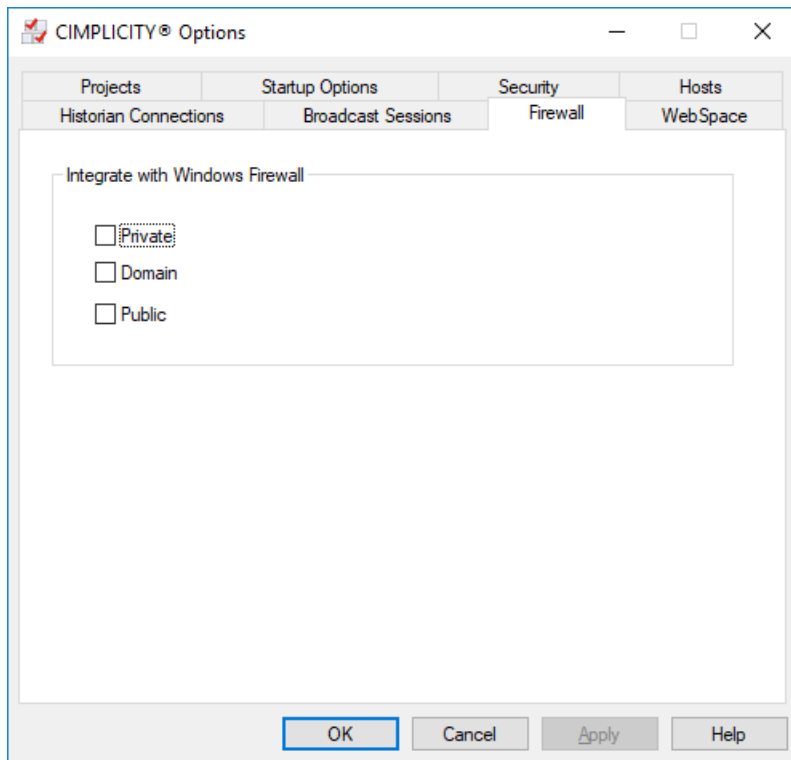 CIMPLICITY® Options
Projects Startup Options Security Hosts
Historian Connections Broadcast Sessions Firewall WebSpace
Integrate with Windows Firewall
Private
Domain
Public
OK Cancel Apply Help